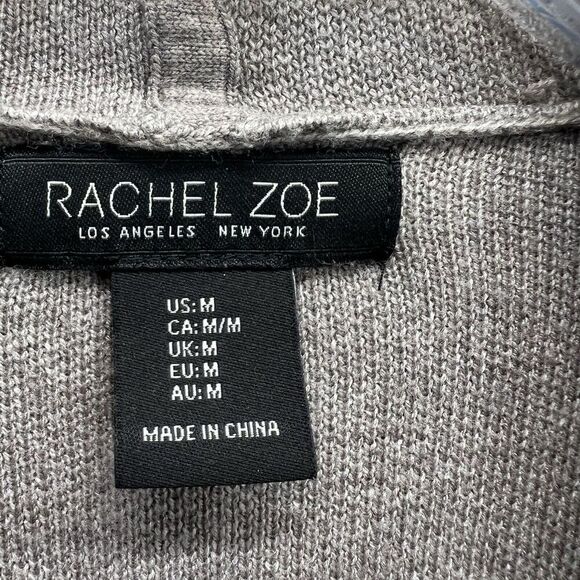 RACHEL ZOE
LOS ANGELES NEW YORK
US: M
CA: M/M
UK: M
EU: M
AU: M
MADE IN CHINA